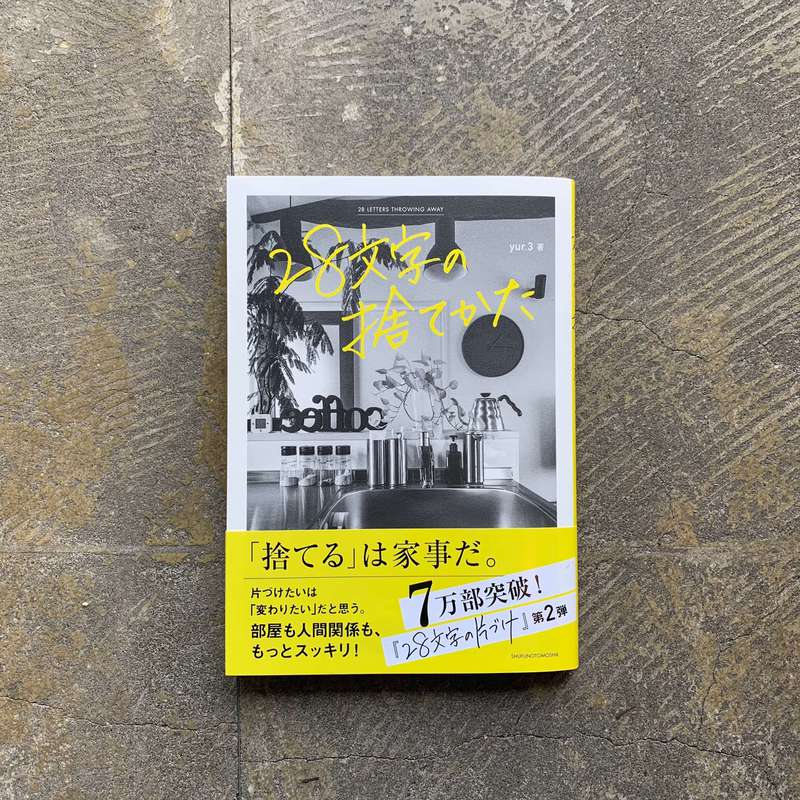 28 LETTERS THROWING AWAY
yur.3 著
28文字の
捨てかた
coffee
「捨てる」は家事だ。
片づけたいは
「変わりたい」だと思う。
部屋も人間関係も、
もっとスッキリ!
7万部突破!
『28文字の片づけ』第2弾
SHUFUNOTOMOSHA